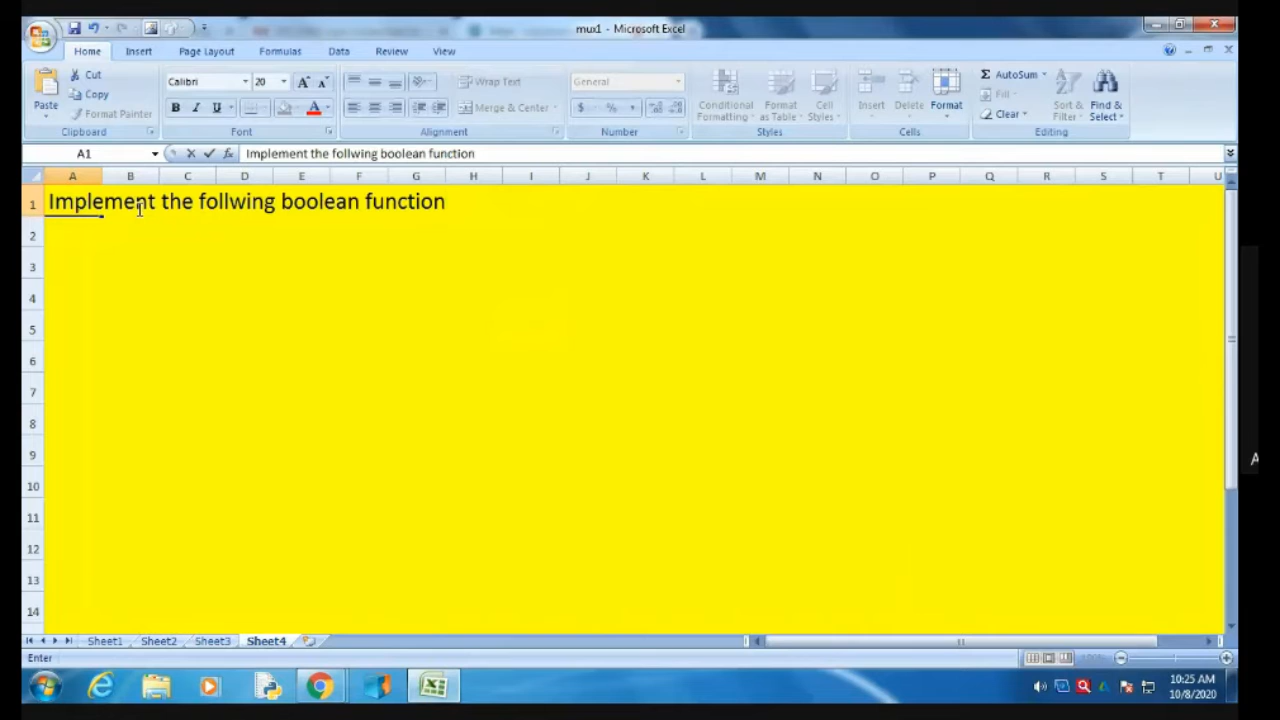 mux1 - Microsoft Excel
Home Insert Page Layout Formulas Data Review View
Paste
Cut
Copy
Format Painter
Clipboard
Calibri 20
B I U
Font
Wrap Text
Merge & Center
Alignment
General
$ % ,
Number
Conditional Formatting
Format as Table
Cell Styles
Styles
Insert Delete Format
Cells
Σ AutoSum
Fill
Clear
Sort & Filter
Find & Select
Editing
A1 fx Implement the follwing boolean function
A B C D E F G H I J K L M N O P Q R S T U
1 Implement the follwing boolean function
2
3
4
5
6
7
8
9
10
11
12
13
14
A
Sheet1 Sheet2 Sheet3 Sheet4
Enter
10:25 AM
10/8/2020